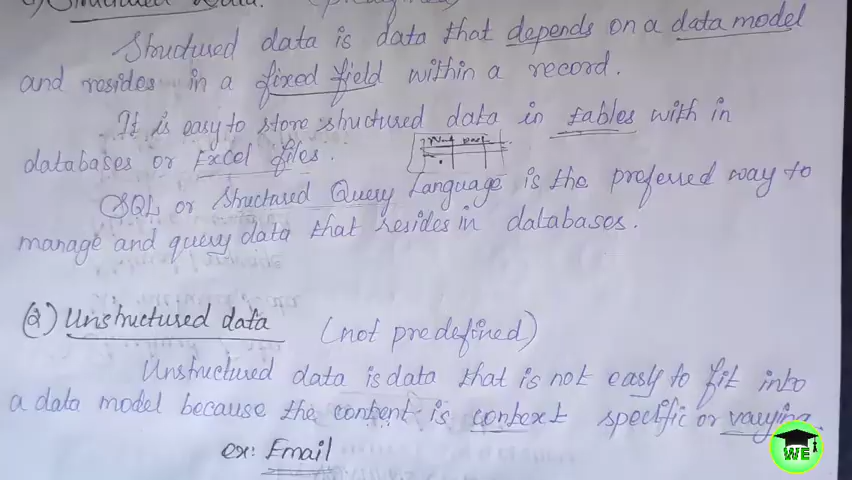 Structured data. (predefined)
Structured data is data that depends on a data model
and resides in a fixed field within a record.
It is easy to store structured data in tables with in
databases or Excel files.
SQL or Structured Query Language is the preferred way to
manage and query data that resides in databases.
(2) Unstructured data (not predefined)
Unstructured data is data that is not easy to fit into
a data model because the content is context specific or varying.
ex: Email
WE